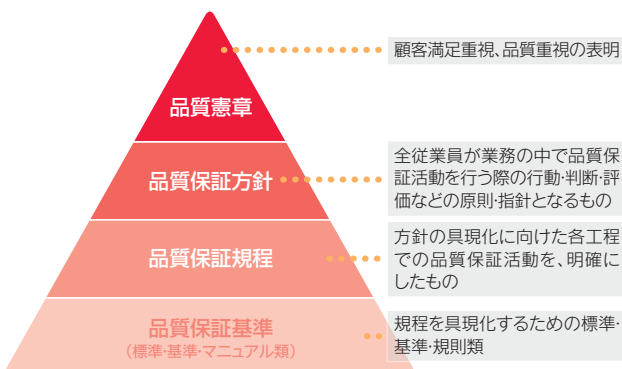 顧客満足重視、品質重視の表明
品質憲章
全従業員が業務の中で品質保
証活動を行う際の行動・判断・評
価などの原則・指針となるもの
品質保証方針
方針の具現化に向けた各工程
での品質保証活動を、明確に
したもの
品質保証規程
規程を具現化するための標準・
基準・規則類
品質保証基準
（標準・基準・マニュアル類）